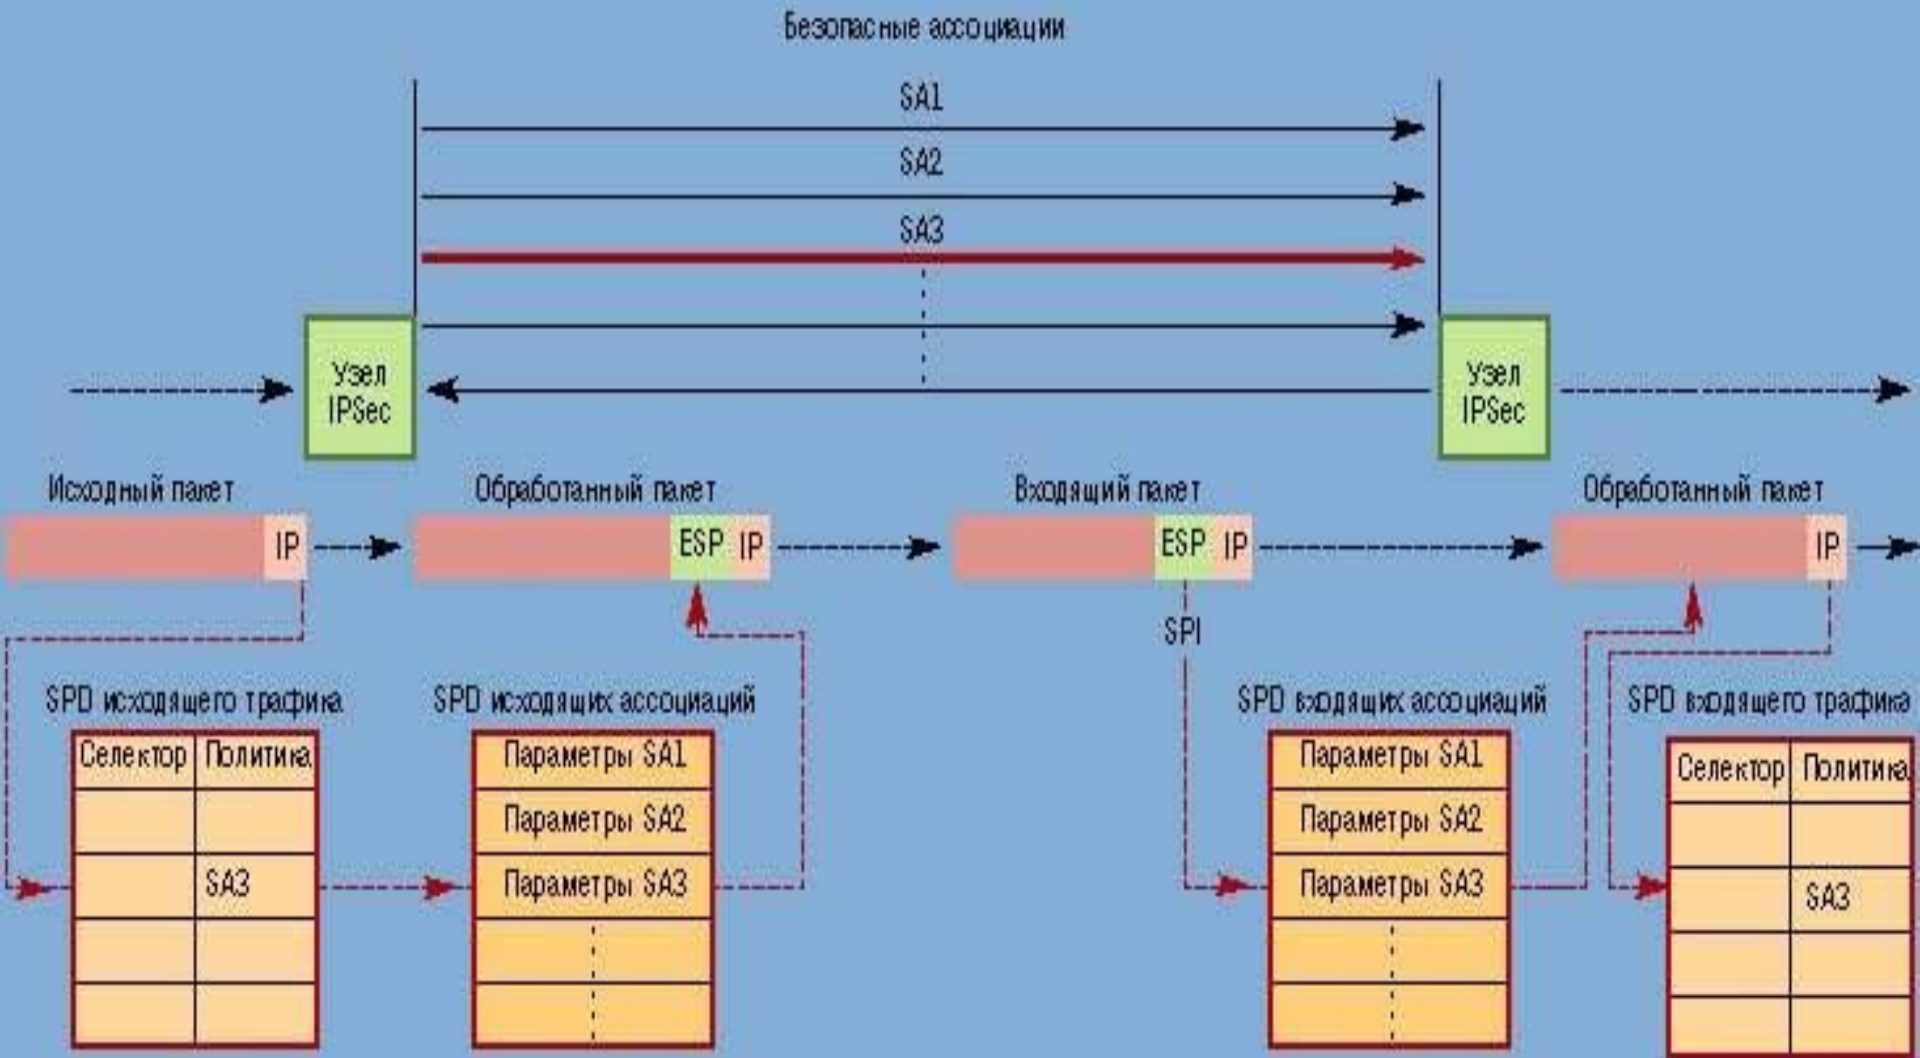 Безопасные ассоциации
SA1
SA2
SA3
Узел
IPSec
Узел
IPSec
Исходный пакет
Обработанный пакет
Входящий пакет
Обработанный пакет
IP
ESP IP
ESP IP
IP
SPI
SPD исходящего трафика
SPD исходящих ассоциаций
SPD входящих ассоциаций
SPD входящего трафика
Селектор Политика
SA3
Параметры SA1
Параметры SA2
Параметры SA3
Параметры SA1
Параметры SA2
Параметры SA3
Селектор Политика
SA3